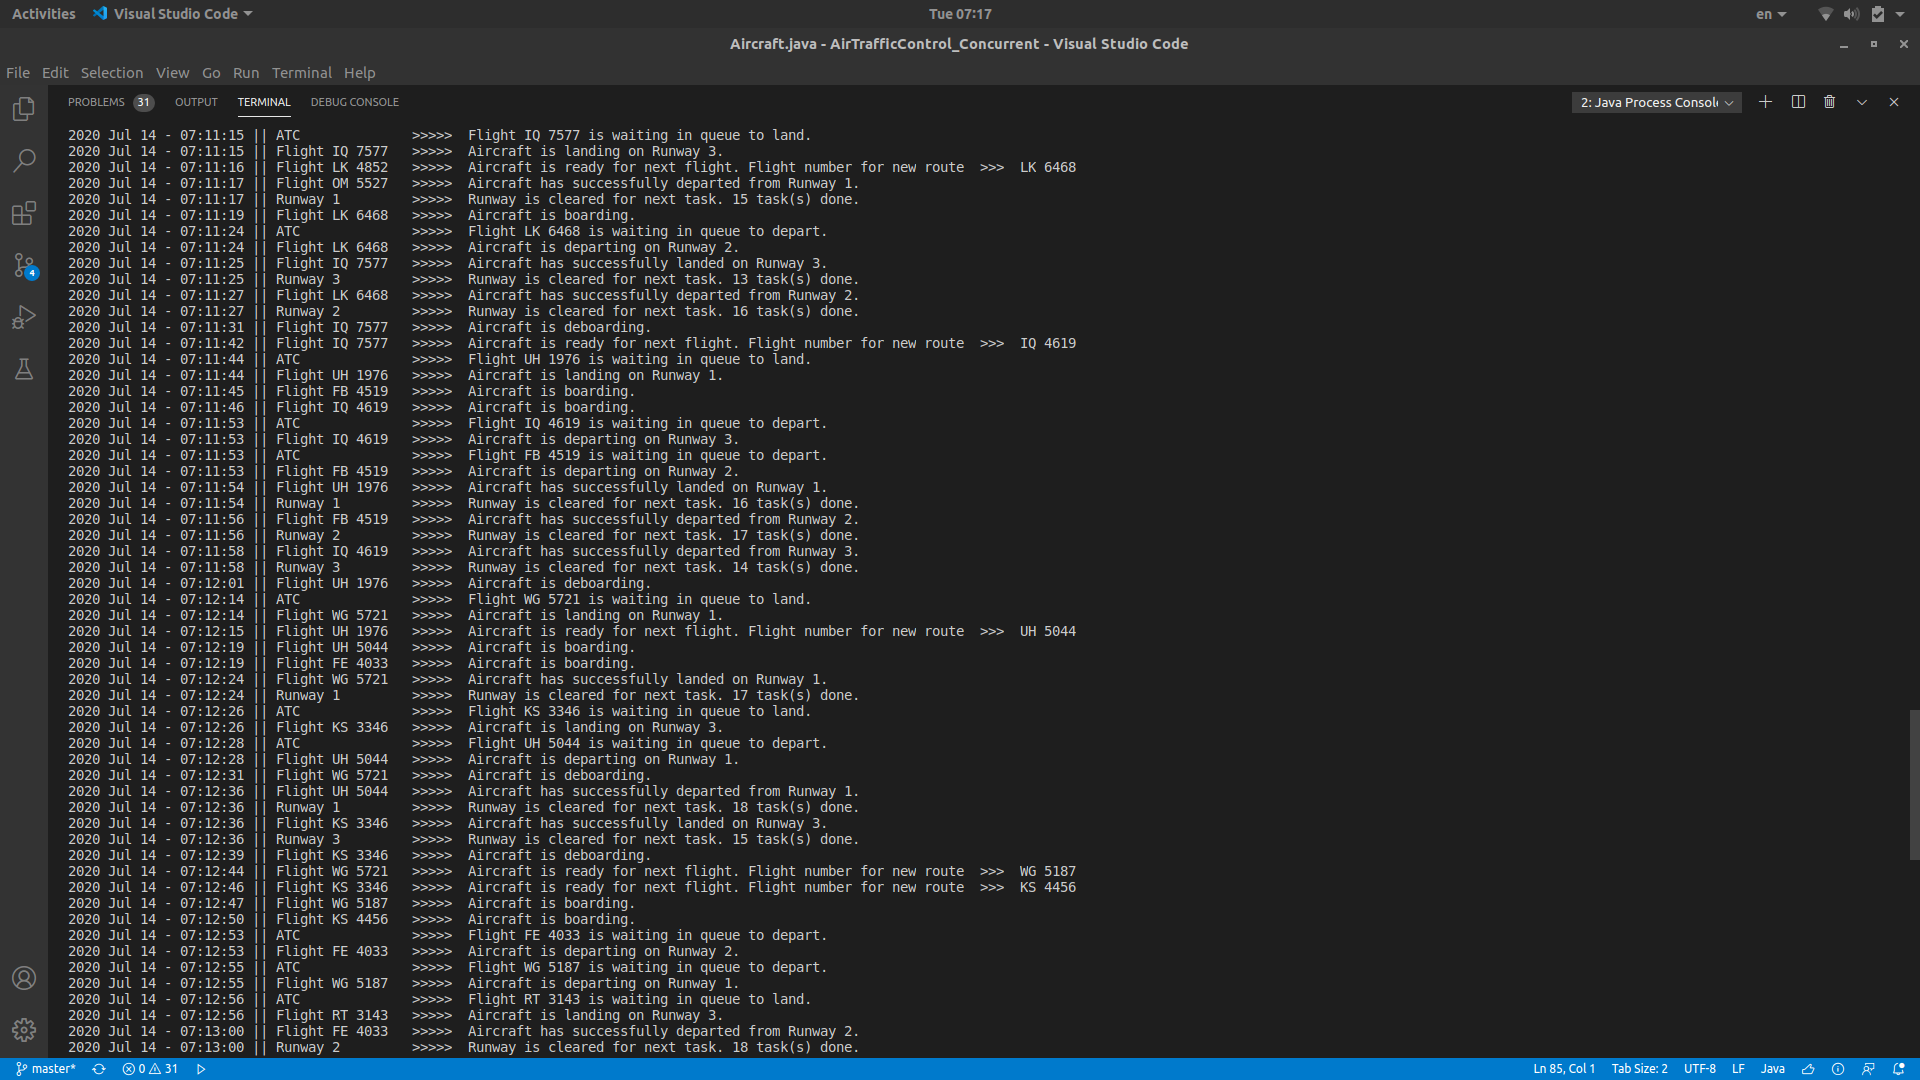 Activities Visual Studio Code Tue 07:17 en
Aircraft.java - AirTrafficControl_Concurrent - Visual Studio Code
File Edit Selection View Go Run Terminal Help
PROBLEMS 31 OUTPUT TERMINAL DEBUG CONSOLE 2: Java Process Consol
2020 Jul 14 - 07:11:15 || ATC >>>>> Flight IQ 7577 is waiting in queue to land.
2020 Jul 14 - 07:11:15 || Flight IQ 7577 >>>>> Aircraft is landing on Runway 3.
2020 Jul 14 - 07:11:16 || Flight LK 4852 >>>>> Aircraft is ready for next flight. Flight number for new route >>> LK 6468
2020 Jul 14 - 07:11:17 || Flight OM 5527 >>>>> Aircraft has successfully departed from Runway 1.
2020 Jul 14 - 07:11:17 || Runway 1 >>>>> Runway is cleared for next task. 15 task(s) done.
2020 Jul 14 - 07:11:19 || Flight LK 6468 >>>>> Aircraft is boarding.
2020 Jul 14 - 07:11:24 || ATC >>>>> Flight LK 6468 is waiting in queue to depart.
2020 Jul 14 - 07:11:24 || Flight LK 6468 >>>>> Aircraft is departing on Runway 2.
2020 Jul 14 - 07:11:25 || Flight IQ 7577 >>>>> Aircraft has successfully landed on Runway 3.
2020 Jul 14 - 07:11:25 || Runway 3 >>>>> Runway is cleared for next task. 13 task(s) done.
2020 Jul 14 - 07:11:27 || Flight LK 6468 >>>>> Aircraft has successfully departed from Runway 2.
2020 Jul 14 - 07:11:27 || Runway 2 >>>>> Runway is cleared for next task. 16 task(s) done.
2020 Jul 14 - 07:11:31 || Flight IQ 7577 >>>>> Aircraft is deboarding.
2020 Jul 14 - 07:11:42 || Flight IQ 7577 >>>>> Aircraft is ready for next flight. Flight number for new route >>> IQ 4619
2020 Jul 14 - 07:11:44 || ATC >>>>> Flight UH 1976 is waiting in queue to land.
2020 Jul 14 - 07:11:44 || Flight UH 1976 >>>>> Aircraft is landing on Runway 1.
2020 Jul 14 - 07:11:45 || Flight FB 4519 >>>>> Aircraft is boarding.
2020 Jul 14 - 07:11:46 || Flight IQ 4619 >>>>> Aircraft is boarding.
2020 Jul 14 - 07:11:53 || ATC >>>>> Flight IQ 4619 is waiting in queue to depart.
2020 Jul 14 - 07:11:53 || Flight IQ 4619 >>>>> Aircraft is departing on Runway 3.
2020 Jul 14 - 07:11:53 || ATC >>>>> Flight FB 4519 is waiting in queue to depart.
2020 Jul 14 - 07:11:53 || Flight FB 4519 >>>>> Aircraft is departing on Runway 2.
2020 Jul 14 - 07:11:54 || Flight UH 1976 >>>>> Aircraft has successfully landed on Runway 1.
2020 Jul 14 - 07:11:54 || Runway 1 >>>>> Runway is cleared for next task. 16 task(s) done.
2020 Jul 14 - 07:11:56 || Flight FB 4519 >>>>> Aircraft has successfully departed from Runway 2.
2020 Jul 14 - 07:11:56 || Runway 2 >>>>> Runway is cleared for next task. 17 task(s) done.
2020 Jul 14 - 07:11:58 || Flight IQ 4619 >>>>> Aircraft has successfully departed from Runway 3.
2020 Jul 14 - 07:11:58 || Runway 3 >>>>> Runway is cleared for next task. 14 task(s) done.
2020 Jul 14 - 07:12:01 || Flight UH 1976 >>>>> Aircraft is deboarding.
2020 Jul 14 - 07:12:14 || ATC >>>>> Flight WG 5721 is waiting in queue to land.
2020 Jul 14 - 07:12:14 || Flight WG 5721 >>>>> Aircraft is landing on Runway 1.
2020 Jul 14 - 07:12:15 || Flight UH 1976 >>>>> Aircraft is ready for next flight. Flight number for new route >>> UH 5044
2020 Jul 14 - 07:12:19 || Flight UH 5044 >>>>> Aircraft is boarding.
2020 Jul 14 - 07:12:19 || Flight FE 4033 >>>>> Aircraft is boarding.
2020 Jul 14 - 07:12:24 || Flight WG 5721 >>>>> Aircraft has successfully landed on Runway 1.
2020 Jul 14 - 07:12:24 || Runway 1 >>>>> Runway is cleared for next task. 17 task(s) done.
2020 Jul 14 - 07:12:26 || ATC >>>>> Flight KS 3346 is waiting in queue to land.
2020 Jul 14 - 07:12:26 || Flight KS 3346 >>>>> Aircraft is landing on Runway 3.
2020 Jul 14 - 07:12:28 || ATC >>>>> Flight UH 5044 is waiting in queue to depart.
2020 Jul 14 - 07:12:28 || Flight UH 5044 >>>>> Aircraft is departing on Runway 1.
2020 Jul 14 - 07:12:31 || Flight WG 5721 >>>>> Aircraft is deboarding.
2020 Jul 14 - 07:12:36 || Flight UH 5044 >>>>> Aircraft has successfully departed from Runway 1.
2020 Jul 14 - 07:12:36 || Runway 1 >>>>> Runway is cleared for next task. 18 task(s) done.
2020 Jul 14 - 07:12:36 || Flight KS 3346 >>>>> Aircraft has successfully landed on Runway 3.
2020 Jul 14 - 07:12:36 || Runway 3 >>>>> Runway is cleared for next task. 15 task(s) done.
2020 Jul 14 - 07:12:39 || Flight KS 3346 >>>>> Aircraft is deboarding.
2020 Jul 14 - 07:12:44 || Flight WG 5721 >>>>> Aircraft is ready for next flight. Flight number for new route >>> WG 5187
2020 Jul 14 - 07:12:46 || Flight KS 3346 >>>>> Aircraft is ready for next flight. Flight number for new route >>> KS 4456
2020 Jul 14 - 07:12:47 || Flight WG 5187 >>>>> Aircraft is boarding.
2020 Jul 14 - 07:12:50 || Flight KS 4456 >>>>> Aircraft is boarding.
2020 Jul 14 - 07:12:53 || ATC >>>>> Flight FE 4033 is waiting in queue to depart.
2020 Jul 14 - 07:12:53 || Flight FE 4033 >>>>> Aircraft is departing on Runway 2.
2020 Jul 14 - 07:12:55 || ATC >>>>> Flight WG 5187 is waiting in queue to depart.
2020 Jul 14 - 07:12:55 || Flight WG 5187 >>>>> Aircraft is departing on Runway 1.
2020 Jul 14 - 07:12:56 || ATC >>>>> Flight RT 3143 is waiting in queue to land.
2020 Jul 14 - 07:12:56 || Flight RT 3143 >>>>> Aircraft is landing on Runway 3.
2020 Jul 14 - 07:13:00 || Flight FE 4033 >>>>> Aircraft has successfully departed from Runway 2.
2020 Jul 14 - 07:13:00 || Runway 2 >>>>> Runway is cleared for next task. 18 task(s) done.
4
master* 0 31 Ln 85, Col 1 Tab Size: 2 UTF-8 LF Java